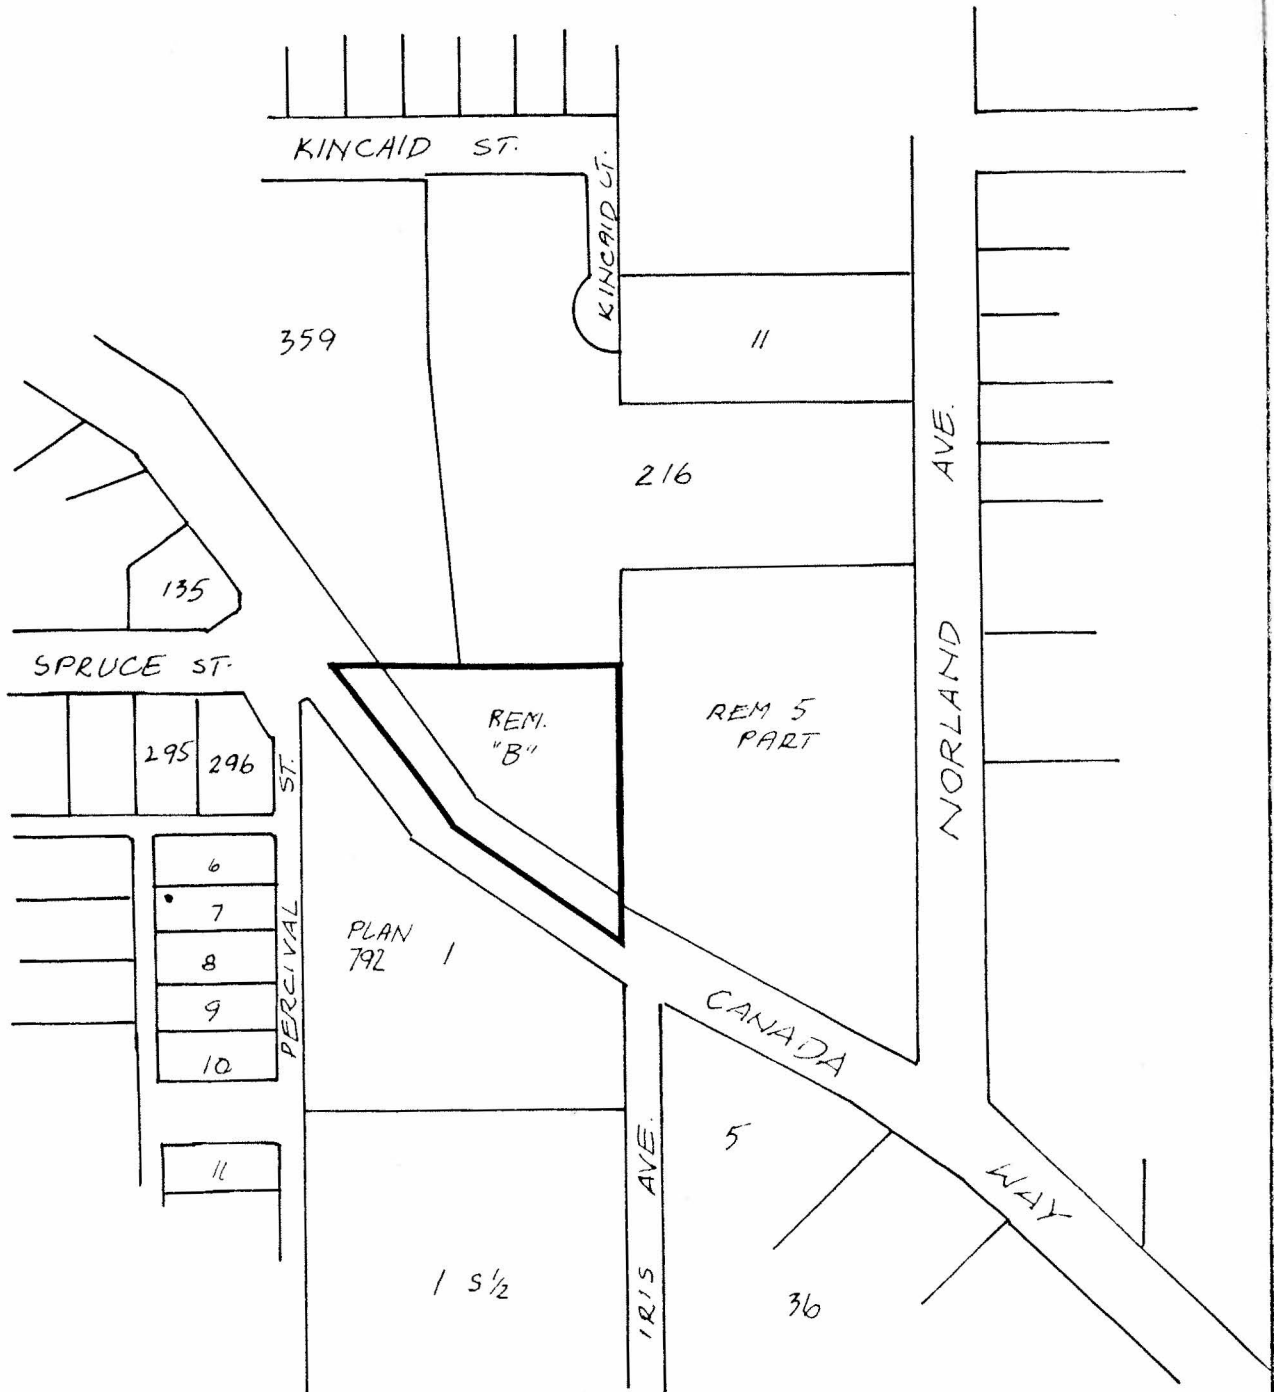 KINCAID ST.
KINCAID CT.
359
11
AVE.
216
135
SPRUCE ST.
REM.
"B"
REM 5
PART
NORLAND
295
296
ST.
6
7
8
9
10
PERCIVAL
PLAN
792
1
CANADA
5
11
WAY
IRIS AVE.
1 S 1/2
36